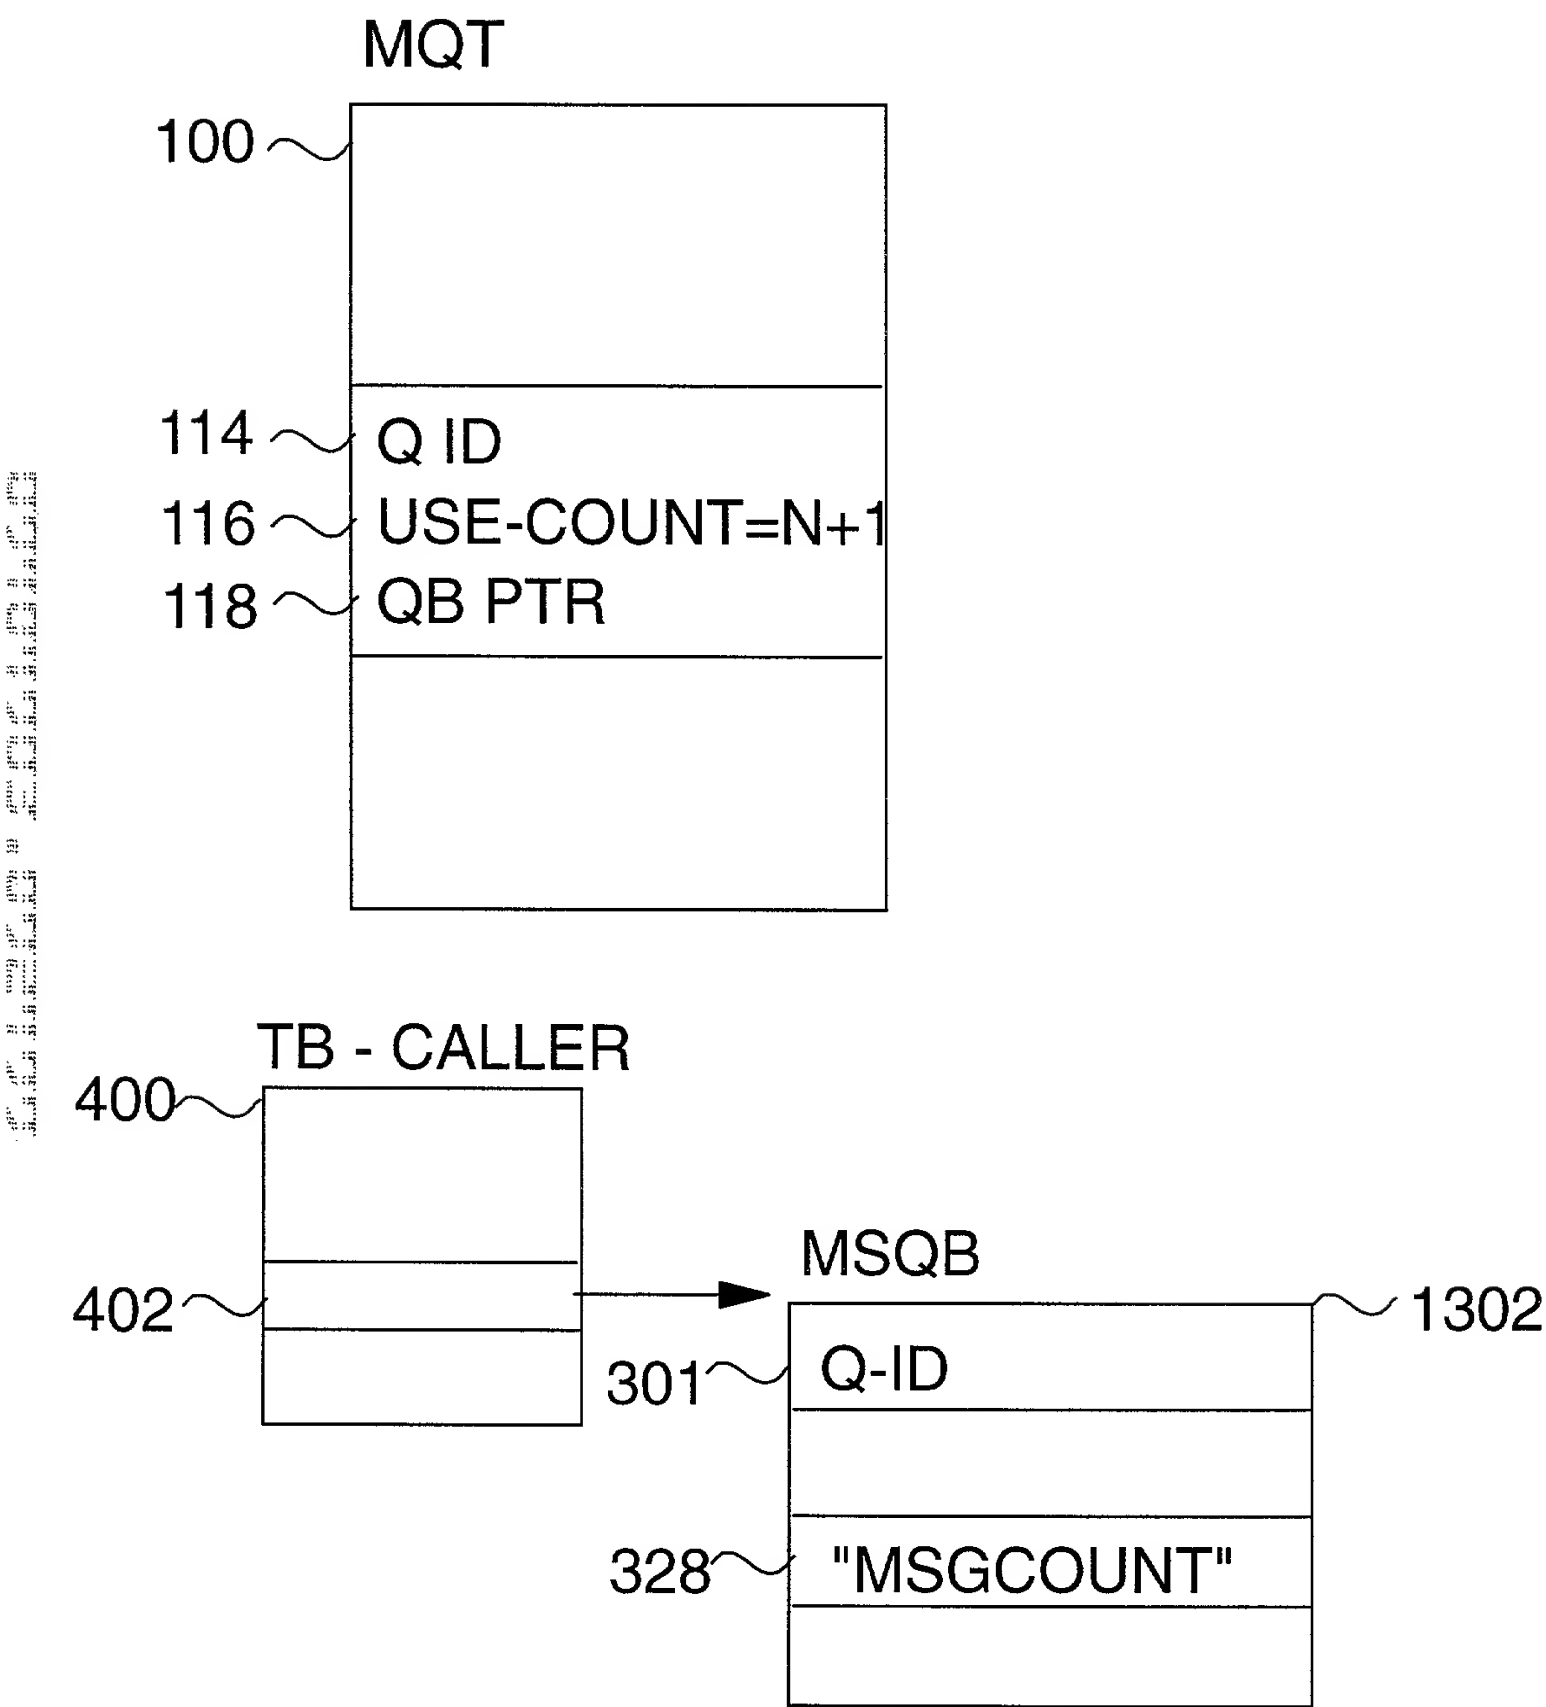 MQT
100
114 Q ID
116 USE-COUNT=N+1
118 QB PTR
TB - CALLER
400
MSQB
402
1302
301 Q-ID
328 "MSGCOUNT"